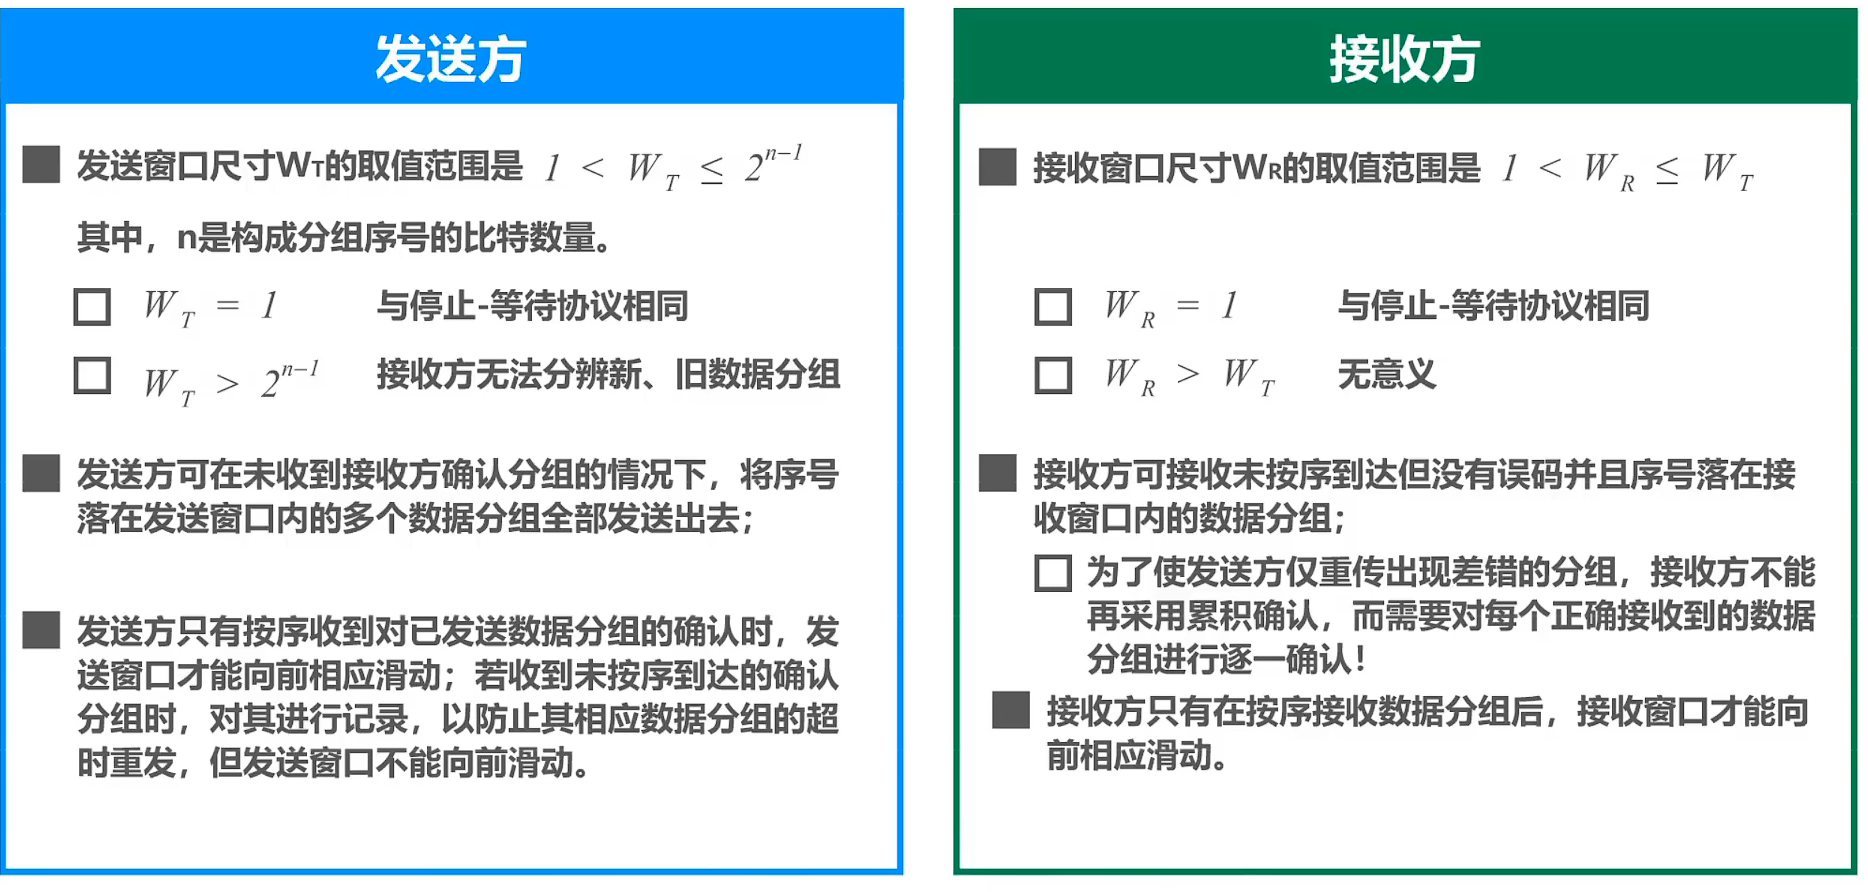 发送方
发送窗口尺寸WT的取值范围是 1 < W_T ≤ 2^{n-1}
其中，n是构成分组序号的比特数量。
W_T = 1 与停止-等待协议相同
W_T > 2^{n-1} 接收方无法分辨新、旧数据分组
发送方可在未收到接收方确认分组的情况下，将序号
落在发送窗口内的多个数据分组全部发送出去；
发送方只有按序收到对已发送数据分组的确认时，发
送窗口才能向前相应滑动；若收到未按序到达的确认
分组时，对其进行记录，以防止其相应数据分组的超
时重发，但发送窗口不能向前滑动。
接收方
接收窗口尺寸WR的取值范围是 1 < W_R ≤ W_T
W_R = 1 与停止-等待协议相同
W_R > W_T 无意义
接收方可接收未按序到达但没有误码并且序号落在接
收窗口内的数据分组；
为了使发送方仅重传出现差错的分组，接收方不能
再采用累积确认，而需要对每个正确接收到的数据
分组进行逐一确认！
接收方只有在按序接收数据分组后，接收窗口才能向
前相应滑动。